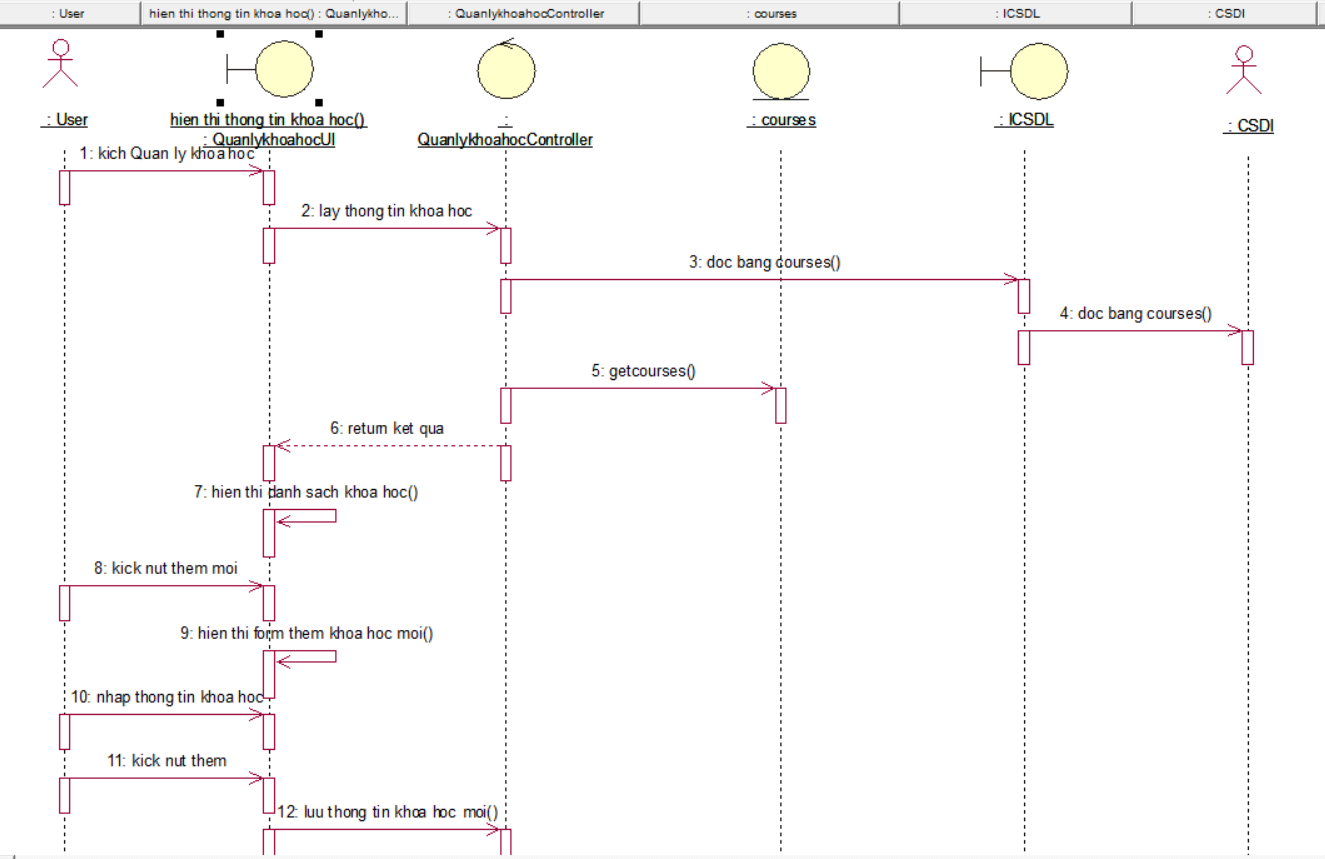 : User
hien thi thong tin khoa hoc() : Quanlykho...
: QuanlykhoahocController
: courses
: ICSDL
: CSDl
: User
hien thi thong tin khoa hoc()
: QuanlykhoahocUI
:
QuanlykhoahocController
: courses
: ICSDL
: CSDl
1: kich Quan ly khoa hoc
2: lay thong tin khoa hoc
3: doc bang courses()
4: doc bang courses()
5: getcourses()
6: return ket qua
7: hien thi danh sach khoa hoc()
8: kick nut them moi
9: hien thi form them khoa hoc moi()
10: nhap thong tin khoa hoc
11: kick nut them
12: luu thong tin khoa hoc moi()